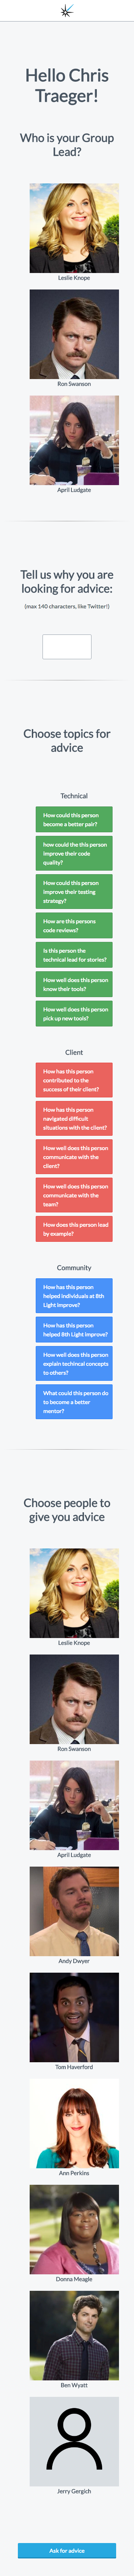 Hello Chris
Traeger!
Who is your Group
Lead?
Leslie Knope
Ron Swanson
April Ludgate
Tell us why you are
looking for advice:
(max 140 characters, like Twitter!)
Choose topics for
advice
Technical
How could this person
become a better pair?
how could the this person
improve their code
quality?
How could this person
improve their testing
strategy?
How are this persons
code reviews?
Is this person the
technical lead for stories?
How well does this person
know their tools?
How well does this person
pick up new tools?
Client
How has this person
contributed to the
success of their client?
How has this person
navigated difficult
situations with the client?
How well does this person
communicate with the
client?
How well does this person
communicate with the
team?
How does this person lead
by example?
Community
How has this person
helped individuals at 8th
Light improve?
How has this person
helped 8th Light improve?
How well does this person
explain techincal concepts
to others?
What could this person do
to become a better
mentor?
Choose people to
give you advice
Leslie Knope
Ron Swanson
April Ludgate
Andy Dwyer
Tom Haverford
Ann Perkins
Donna Meagle
Ben Wyatt
Jerry Gergich
Ask for advice